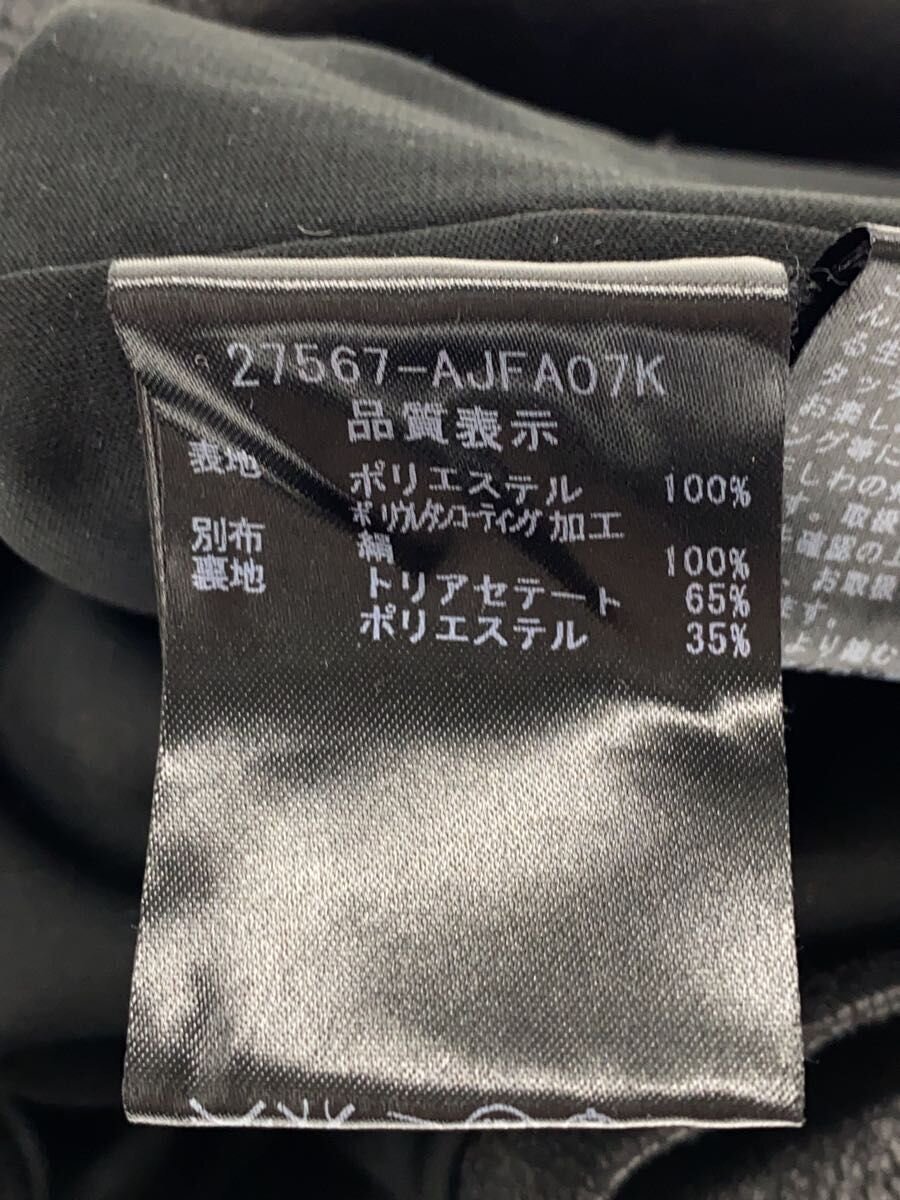 27567-AJFA07K
品質表示
表地 ポリエステル 100%
ポリウレタンコーティング加工
別布 絹 100%
裏地 トリアセテート 65%
ポリエステル 35%